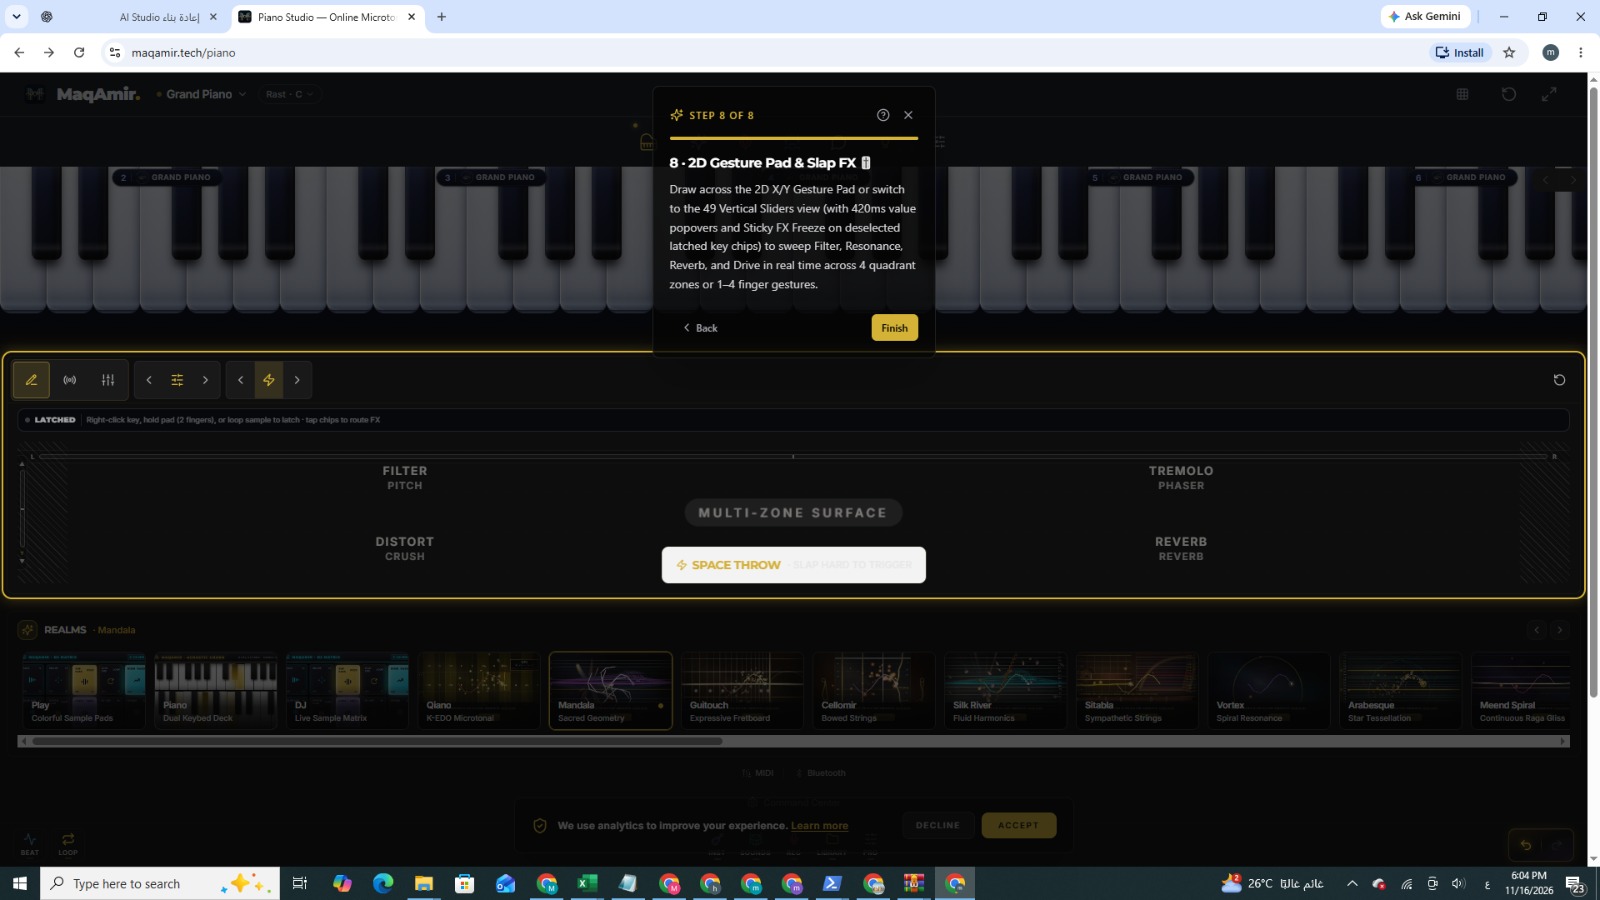 AI Studio إعادة بناء
Piano Studio — Online Microto
Ask Gemini
maqamir.tech/piano
Install
m
MaqAmir.
Grand Piano
Rast · C
STEP 8 OF 8
8 · 2D Gesture Pad & Slap FX
Draw across the 2D X/Y Gesture Pad or switch
to the 49 Vertical Sliders view (with 420ms value
popovers and Sticky FX Freeze on deselected
latched key chips) to sweep Filter, Resonance,
Reverb, and Drive in real time across 4 quadrant
zones or 1–4 finger gestures.
Back
Finish
2 GRAND PIANO
3 GRAND PIANO
5 GRAND PIANO
6 GRAND PIANO
LATCHED
Right-click key, hold pad (2 fingers), or loop sample to latch · tap chips to route FX
L
R
FILTER
PITCH
TREMOLO
PHASER
MULTI-ZONE SURFACE
DISTORT
CRUSH
REVERB
REVERB
SPACE THROW · SLAP HARD TO TRIGGER
REALMS · Mandala
Play
Colorful Sample Pads
Piano
Dual Keybed Deck
DJ
Live Sample Matrix
Qiano
K-EDO Microtonal
Mandala
Sacred Geometry
Guitouch
Expressive Fretboard
Cellomir
Bowed Strings
Silk River
Fluid Harmonics
Sitabla
Sympathetic Strings
Vortex
Spiral Resonance
Arabesque
Star Tessellation
Meend Spiral
Continuous Raga Gliss
MIDI
Bluetooth
We use analytics to improve your experience. Learn more
DECLINE
ACCEPT
BEAT
LOOP
Type here to search
26°C غائم غالبًا
ع
6:04 PM
11/16/2026
23